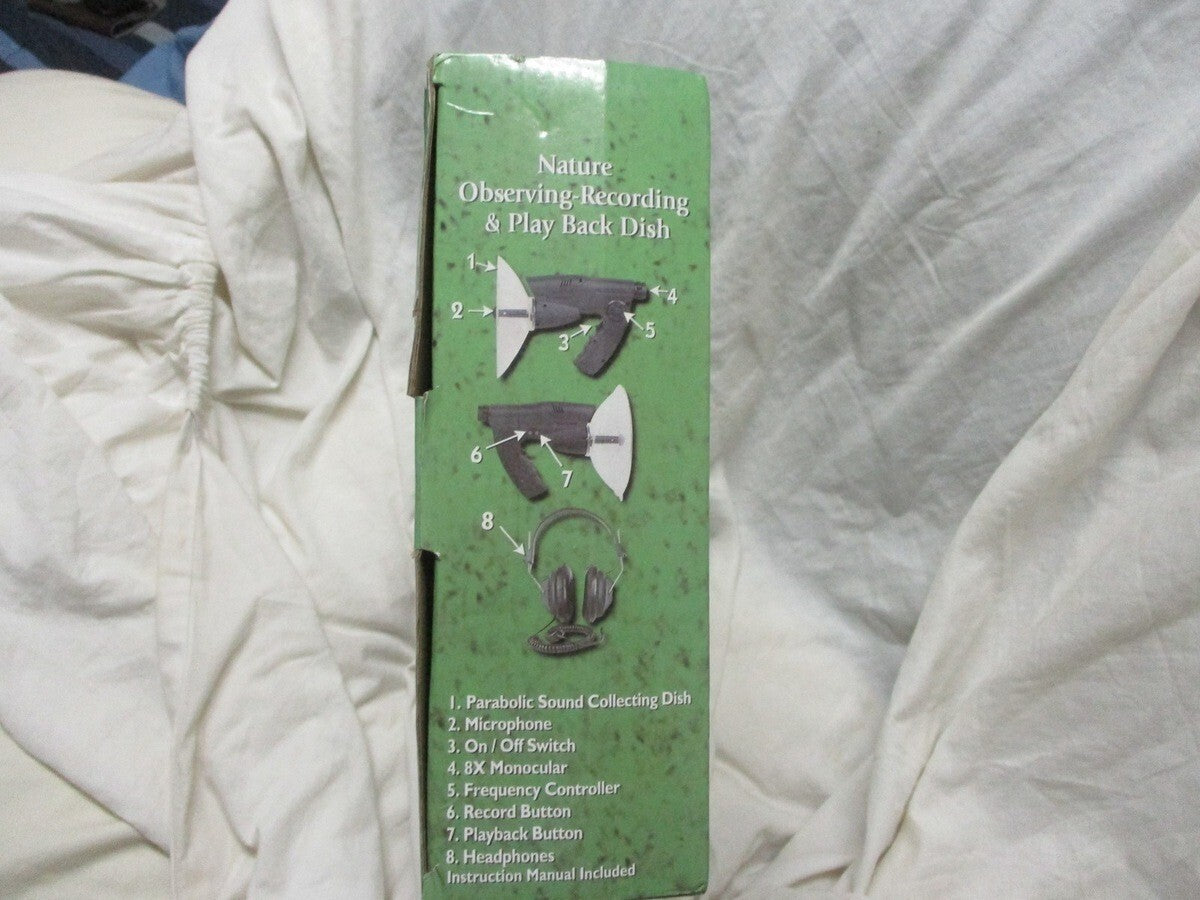 Nature
Observing-Recording
& Play Back Dish
1
2
3
4
5
6
7
8
1. Parabolic Sound Collecting Dish
2. Microphone
3. On / Off Switch
4. 8X Monocular
5. Frequency Controller
6. Record Button
7. Playback Button
8. Headphones
Instruction Manual Included